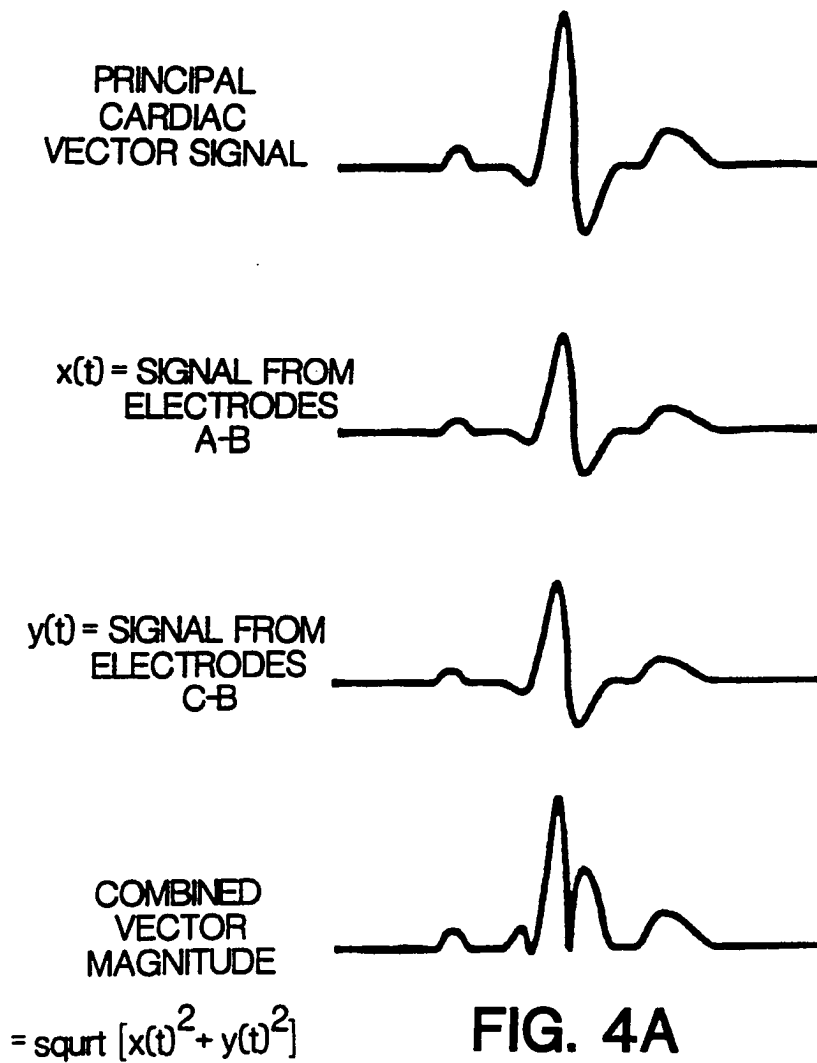 PRINCIPAL
CARDIAC
VECTOR SIGNAL
x(t) = SIGNAL FROM
ELECTRODES
A-B
y(t) = SIGNAL FROM
ELECTRODES
C-B
COMBINED
VECTOR
MAGNITUDE
= squrt [x(t)² + y(t)²]
FIG. 4A